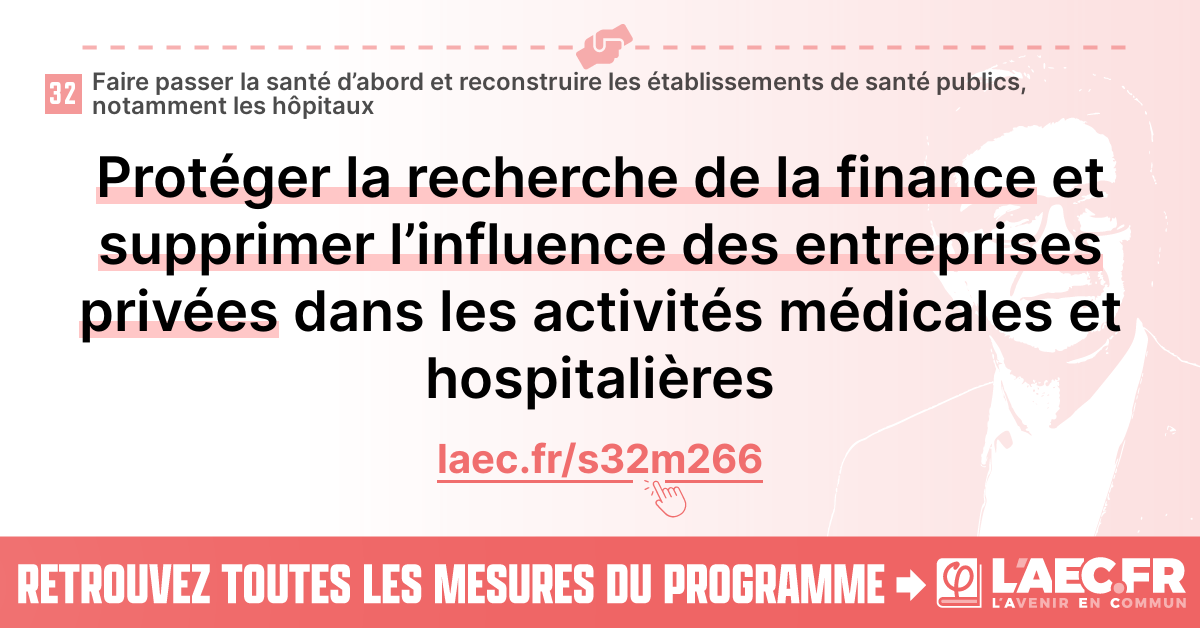 32
Faire passer la santé d’abord et reconstruire les établissements de santé publics,
notamment les hôpitaux
Protéger la recherche de la finance et
supprimer l’influence des entreprises
privées dans les activités médicales et
hospitalières
laec.fr/s32m266
RETROUVEZ TOUTES LES MESURES DU PROGRAMME
φ
L'AEC.FR
L'AVENIR EN COMMUN